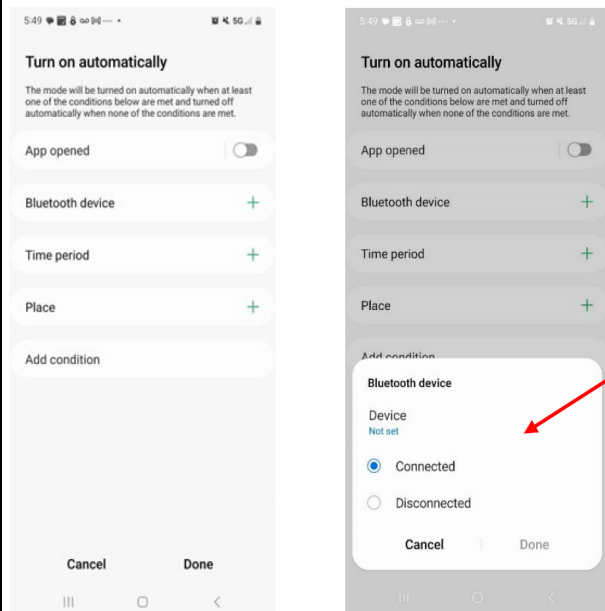 5:49
5G
Turn on automatically
The mode will be turned on automatically when at least
one of the conditions below are met and turned off
automatically when none of the conditions are met.
App opened
Bluetooth device
Time period
Place
Add condition
Cancel
Done
5:49
5G
Turn on automatically
The mode will be turned on automatically when at least
one of the conditions below are met and turned off
automatically when none of the conditions are met.
App opened
Bluetooth device
Time period
Place
Add condition
Bluetooth device
Device
Not set
Connected
Disconnected
Cancel
Done